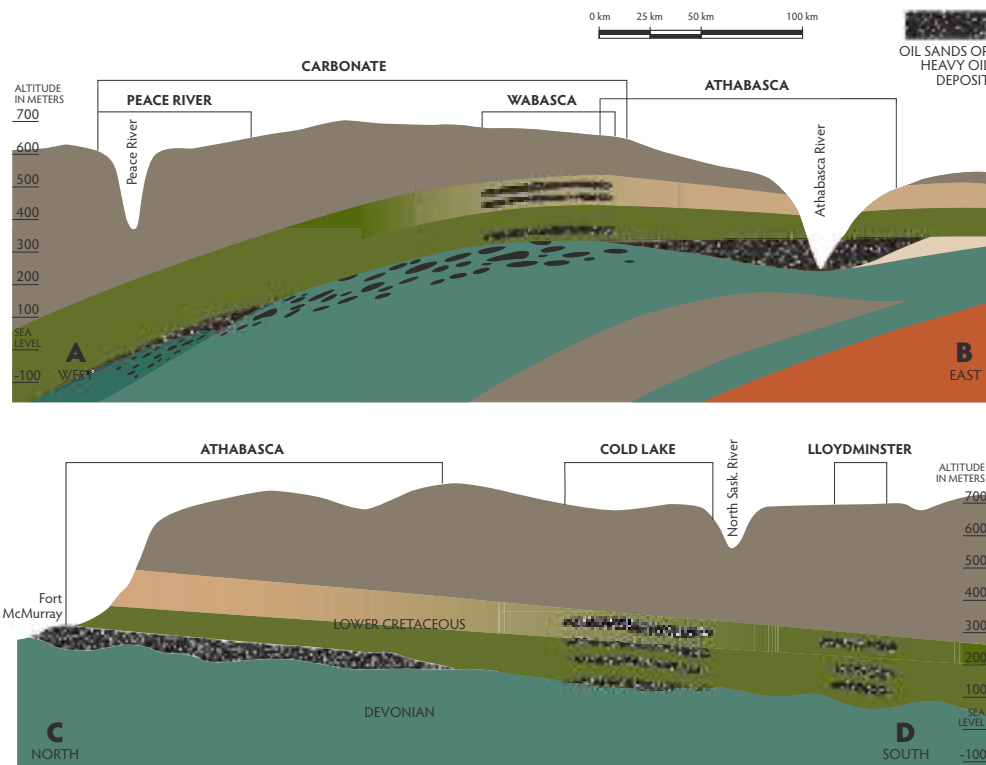 0 km 25 km 50 km 100 km
OIL SANDS OR
HEAVY OIL
DEPOSIT
CARBONATE
PEACE RIVER
WABASCA
ATHABASCA
ALTITUDE
IN METERS
700
600
500
400
300
200
100
SEA
LEVEL
-100
Peace River
Athabasca River
A
WEST
B
EAST
ATHABASCA
COLD LAKE
North Sask. River
LLOYDMINSTER
ALTITUDE
IN METERS
700
600
500
400
300
200
100
SEA
LEVEL
-100
Fort
McMurray
LOWER CRETACEOUS
DEVONIAN
C
NORTH
D
SOUTH